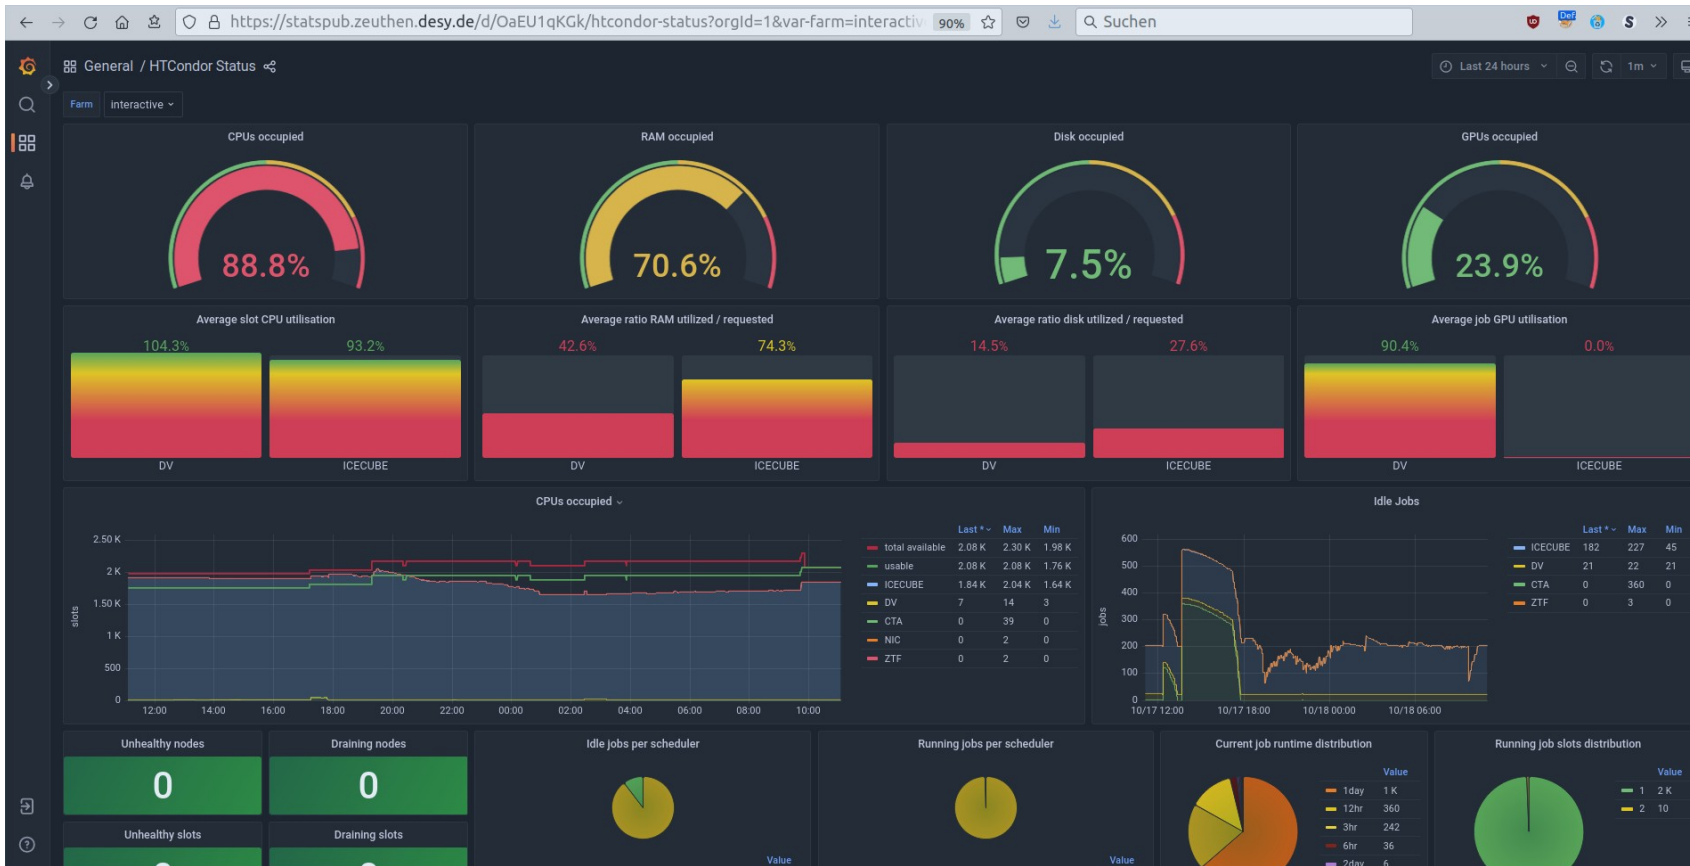 https://statspub.zeuthen.desy.de/d/OaEU1qKGk/htcondor-status?orgId=1&var-farm=interactiv 90% Suchen
General / HTCondor Status Last 24 hours 1m
Farm interactive
CPUs occupied RAM occupied Disk occupied GPUs occupied
88.8% 70.6% 7.5% 23.9%
Average slot CPU utilisation Average ratio RAM utilized / requested Average ratio disk utilized / requested Average job GPU utilisation
104.3% 93.2% 42.6% 74.3% 14.5% 27.6% 90.4% 0.0%
DV ICECUBE DV ICECUBE DV ICECUBE DV ICECUBE
CPUs occupied
slots
2.50 K
2 K
1.50 K
1 K
500
0
12:00 14:00 16:00 18:00 20:00 22:00 00:00 02:00 04:00 06:00 08:00 10:00
Last * Max Min
total available 2.08 K 2.30 K 1.98 K
usable 2.08 K 2.08 K 1.76 K
ICECUBE 1.84 K 2.04 K 1.64 K
DV 7 14 3
CTA 0 39 0
NIC 0 2 0
ZTF 0 2 0
Idle Jobs
jobs
600
500
400
300
200
100
0
10/17 12:00 10/17 18:00 10/18 00:00 10/18 06:00
Last * Max Min
ICECUBE 182 227 45
DV 21 22 21
CTA 0 360 0
ZTF 0 3 0
Unhealthy nodes Draining nodes Idle jobs per scheduler Running jobs per scheduler Current job runtime distribution Running job slots distribution
0 0
Unhealthy slots Draining slots
Value
Value
Value
1day 1 K
12hr 360
3hr 242
6hr 36
2day 6
Value
1 2 K
2 10